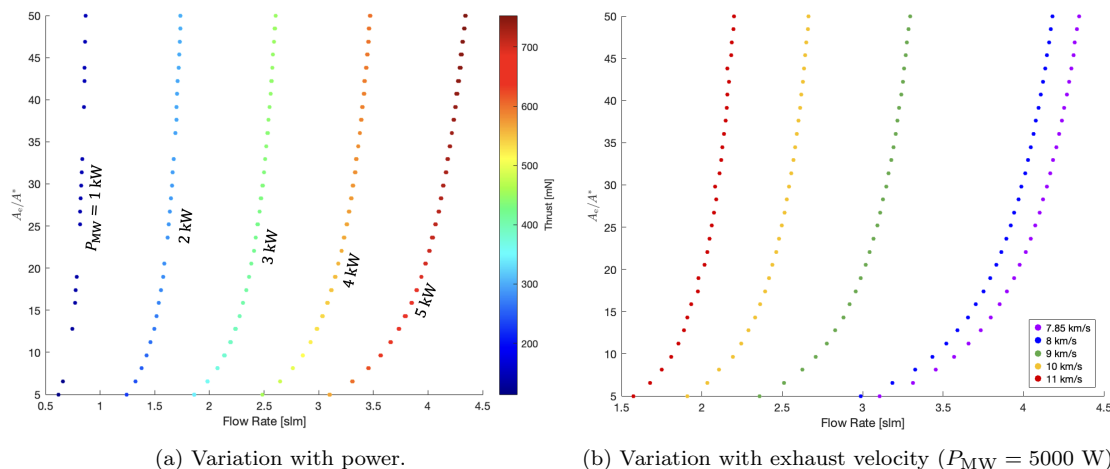 50
45
40
35
30
25
20
15
10
5
A_e/A*
0.5 1 1.5 2 2.5 3 3.5 4 4.5
Flow Rate [slm]
P_MW = 1 kW
2 kW
3 kW
4 kW
5 kW
700
600
500
400
300
200
Thrust [mN]
(a) Variation with power.
50
45
40
35
30
25
20
15
10
5
A_e/A*
1.5 2 2.5 3 3.5 4 4.5
Flow Rate [slm]
7.85 km/s
8 km/s
9 km/s
10 km/s
11 km/s
(b) Variation with exhaust velocity (P_MW = 5000 W)